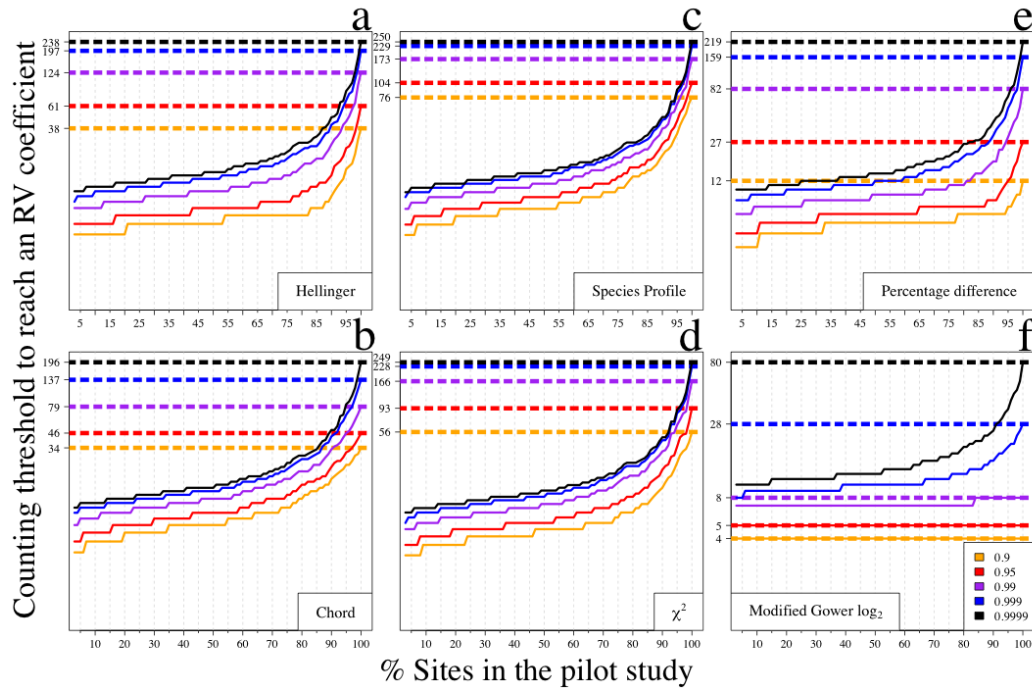 Counting threshold to reach an RV coefficient
a
238
197
124
61
38
Hellinger
5 15 25 35 45 55 65 75 85 95
c
250
229
173
104
76
Species Profile
5 15 25 35 45 55 65 75 85 95
e
219
159
82
27
12
Percentage difference
5 15 25 35 45 55 65 75 85 95
b
196
137
79
46
34
Chord
10 20 30 40 50 60 70 80 90 100
d
249
228
166
93
56
χ²
10 20 30 40 50 60 70 80 90 100
f
80
28
8
5
4
0.9
0.95
0.99
0.999
0.9999
Modified Gower log₂
10 20 30 40 50 60 70 80 90 100
% Sites in the pilot study